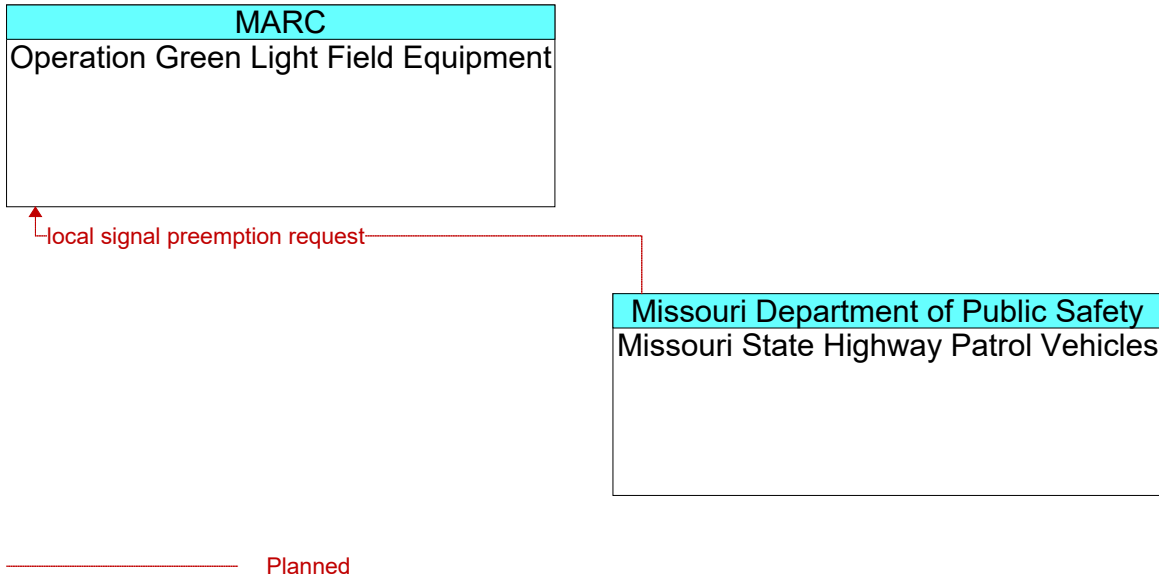 MARC
Operation Green Light Field Equipment
local signal preemption request
Missouri Department of Public Safety
Missouri State Highway Patrol Vehicles
Planned